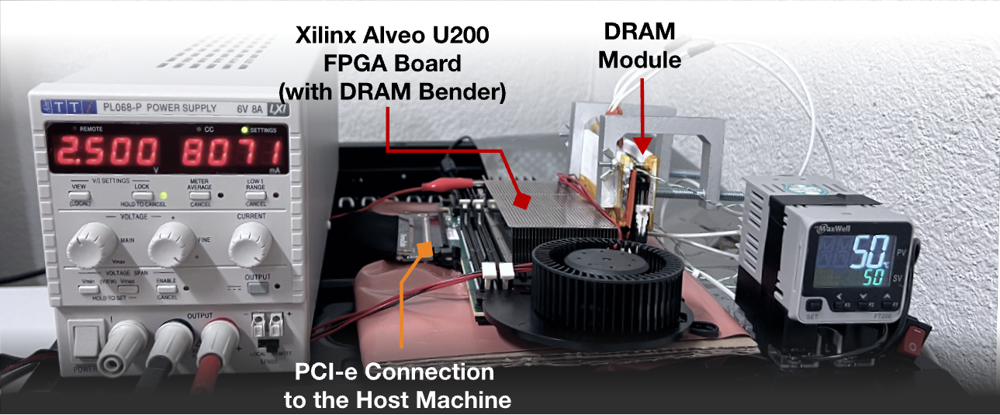 Xilinx Alveo U200
FPGA Board
(with DRAM Bender)
DRAM
Module
TTi
PL068-P POWER SUPPLY
6V 8A LXI
REMOTE
CC
SETTINGS
2.500
V
8071
mA
V/I SETTINGS
VIEW
(LOCAL)
LOCK
HOLD TO CANCEL
METER
AVERAGE
CANCEL
LOW I
RANGE
CANCEL
VOLTAGE
MAIN
FINE
Vmax
CURRENT
VOLTAGE SPAN
Vmin (VIEW) Vmax
HOLD TO SET
ENABLE
CANCEL
OUTPUT
POWER
I
OUTPUT
- +
LOCAL REMOTE
SENSE
MaxWell
50
°C
PV
50
SV
SET
F3
F2
FT200
PCI-e Connection
to the Host Machine